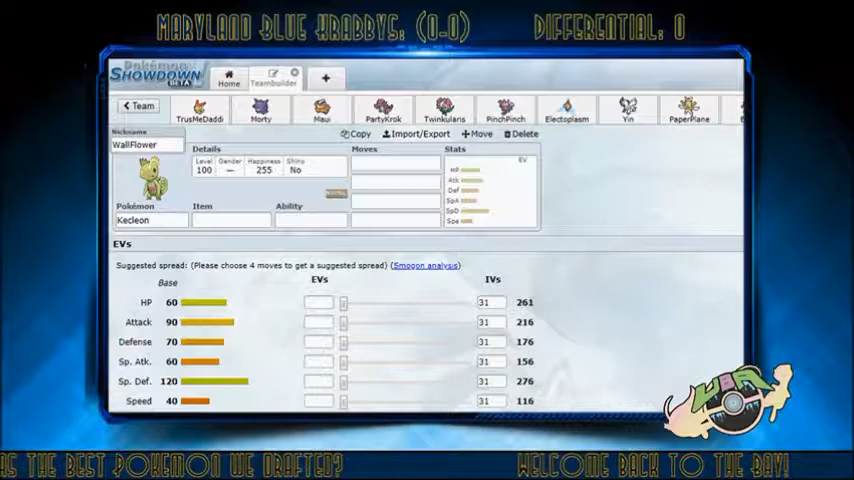 MARYLAND BLUE KRABBYS: (0-0) DIFFERENTIAL: 0
Pokémon
SHOWDOWN
BETA
Home
Teambuilder
Team
TrusMeDaddi Morty Maui PartyKrok Twinkularis PinchPinch Electoplasm Yin PaperPlane
Copy Import/Export Move Delete
Nickname
WallFlower
Details Moves Stats
Level Gender Happiness Shiny
100 — 255 No
EV
HP
Atk
Def
SpA
SpD
Spe
NORMAL
Pokémon Item Ability
Kecleon
EVs
Suggested spread: (Please choose 4 moves to get a suggested spread) (Smogon analysis)
Base EVs IVs
HP 60 31 261
Attack 90 31 216
Defense 70 31 176
Sp. Atk. 60 31 156
Sp. Def. 120 31 276
Speed 40 31 116
UBA
AS THE BEST POKEMON WE DRAFTED? WELCOME BACK TO THE BAY!